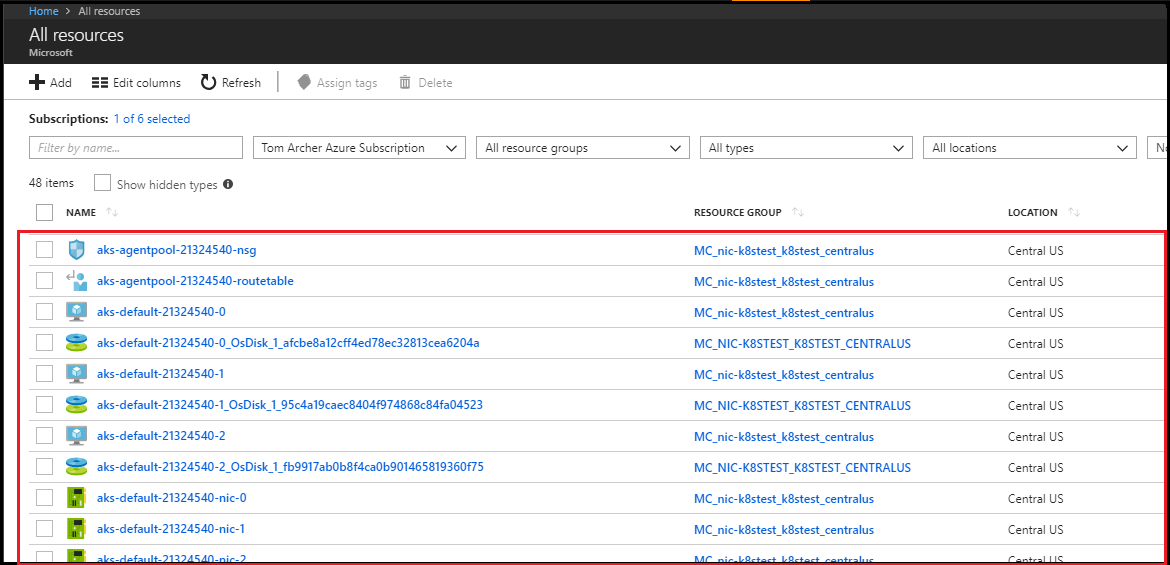 Home > All resources
All resources
Microsoft
Add Edit columns Refresh Assign tags Delete
Subscriptions: 1 of 6 selected
Filter by name... Tom Archer Azure Subscription All resource groups All types All locations
48 items Show hidden types
NAME RESOURCE GROUP LOCATION
aks-agentpool-21324540-nsg MC_nic-k8stest_k8stest_centralus Central US
aks-agentpool-21324540-routetable MC_nic-k8stest_k8stest_centralus Central US
aks-default-21324540-0 MC_nic-k8stest_k8stest_centralus Central US
aks-default-21324540-0_OsDisk_1_afcbe8a12cff4ed78ec32813cea6204a MC_NIC-K8STEST_K8STEST_CENTRALUS Central US
aks-default-21324540-1 MC_nic-k8stest_k8stest_centralus Central US
aks-default-21324540-1_OsDisk_1_95c4a19caec8404f974868c84fa04523 MC_NIC-K8STEST_K8STEST_CENTRALUS Central US
aks-default-21324540-2 MC_nic-k8stest_k8stest_centralus Central US
aks-default-21324540-2_OsDisk_1_fb9917ab0b8f4ca0b901465819360f75 MC_NIC-K8STEST_K8STEST_CENTRALUS Central US
aks-default-21324540-nic-0 MC_nic-k8stest_k8stest_centralus Central US
aks-default-21324540-nic-1 MC_nic-k8stest_k8stest_centralus Central US
aks-default-21324540-nic-2 MC_nic-k8stest_k8stest_centralus Central US